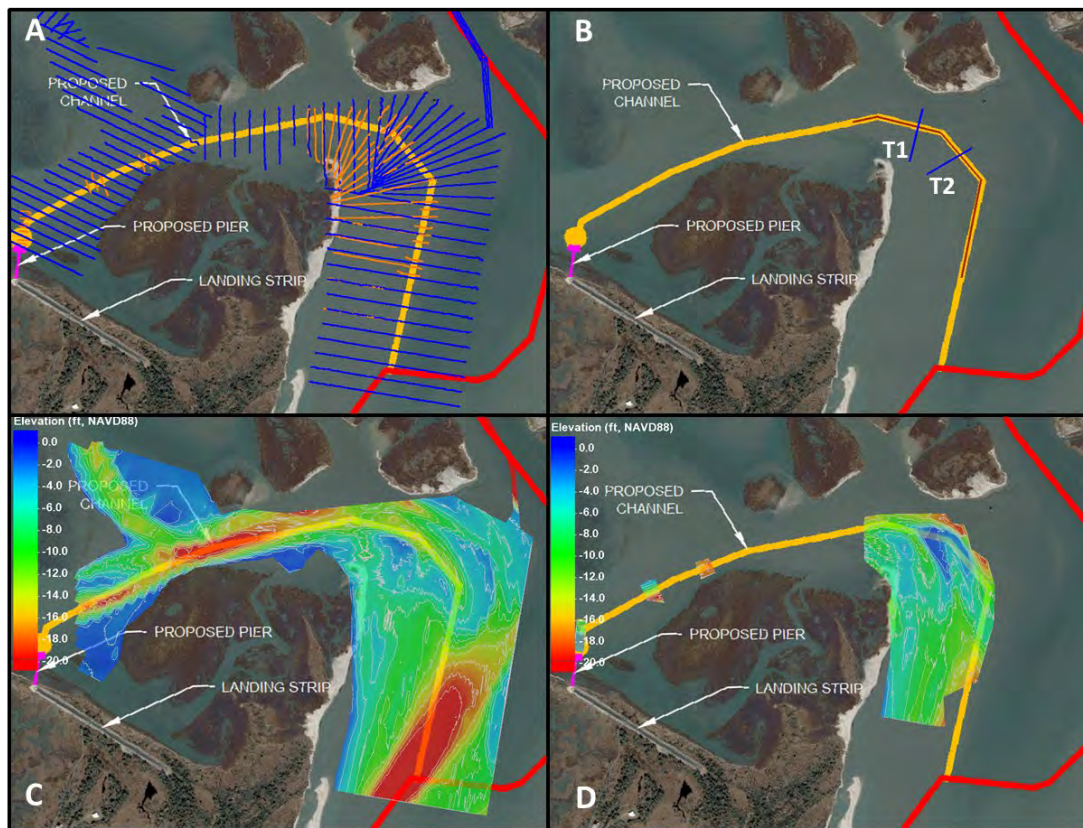 A
PROPOSED
CHANNEL
PROPOSED PIER
LANDING STRIP
B
PROPOSED
CHANNEL
T1
T2
PROPOSED PIER
LANDING STRIP
Elevation (ft, NAVD88)
0.0
-2.0
-4.0
-6.0
-8.0
-10.0
-12.0
-14.0
-16.0
-18.0
-20.0
PROPOSED
CHANNEL
PROPOSED PIER
LANDING STRIP
C
Elevation (ft, NAVD88)
0.0
-2.0
-4.0
-6.0
-8.0
-10.0
-12.0
-14.0
-16.0
-18.0
-20.0
PROPOSED
CHANNEL
PROPOSED PIER
LANDING STRIP
D